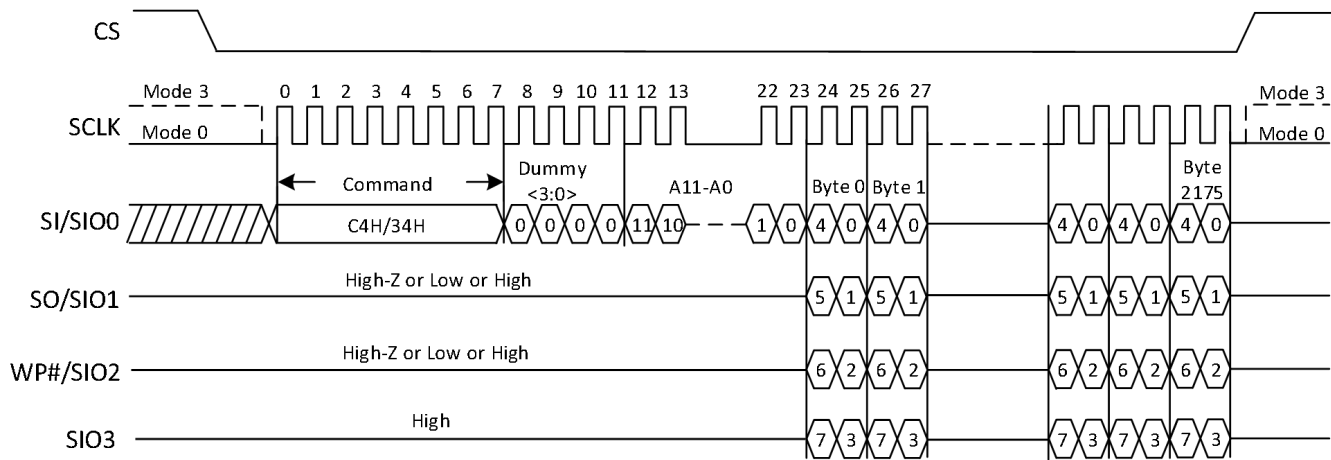 CS
0 1 2 3 4 5 6 7 8 9 10 11 12 13 22 23 24 25 26 27
Mode 3 Mode 3
SCLK
Mode 0 Mode 0
Command Dummy <3:0> A11-A0 Byte 0 Byte 1 Byte 2175
SI/SIO0 C4H/34H 0 0 0 0 11 10 1 0 4 0 4 0 4 0 4 0 4 0
High-Z or Low or High
SO/SIO1 5 1 5 1 5 1 5 1 5 1
High-Z or Low or High
WP#/SIO2 6 2 6 2 6 2 6 2 6 2
High
SIO3 7 3 7 3 7 3 7 3 7 3